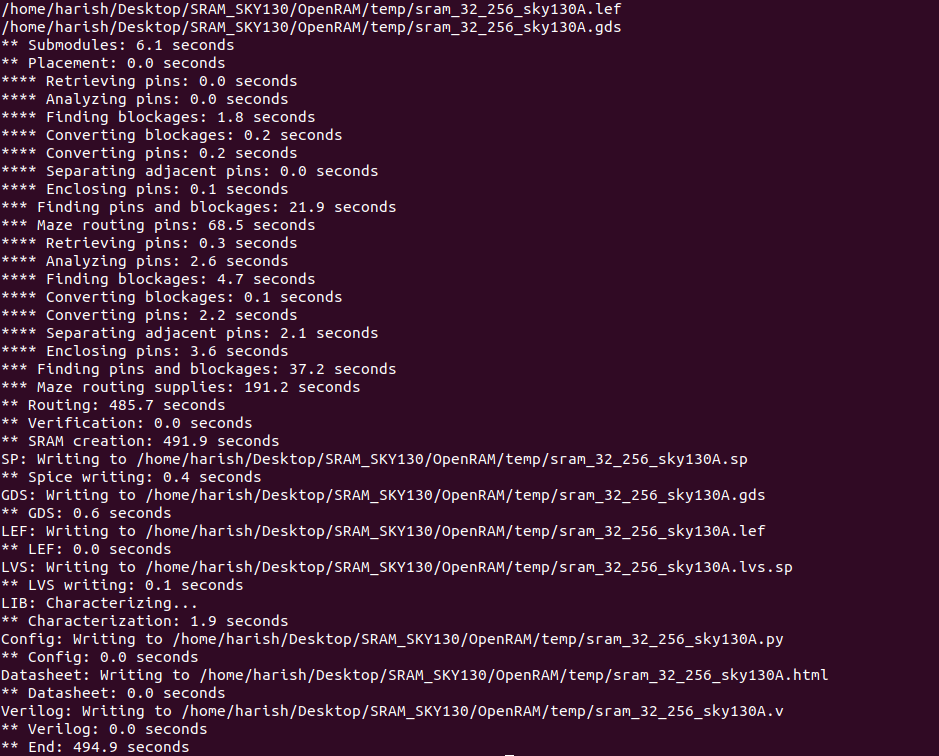 /home/harish/Desktop/SRAM_SKY130/OpenRAM/temp/sram_32_256_sky130A.lef
/home/harish/Desktop/SRAM_SKY130/OpenRAM/temp/sram_32_256_sky130A.gds
** Submodules: 6.1 seconds
** Placement: 0.0 seconds
**** Retrieving pins: 0.0 seconds
**** Analyzing pins: 0.0 seconds
**** Finding blockages: 1.8 seconds
**** Converting blockages: 0.2 seconds
**** Converting pins: 0.2 seconds
**** Separating adjacent pins: 0.0 seconds
**** Enclosing pins: 0.1 seconds
*** Finding pins and blockages: 21.9 seconds
*** Maze routing pins: 68.5 seconds
**** Retrieving pins: 0.3 seconds
**** Analyzing pins: 2.6 seconds
**** Finding blockages: 4.7 seconds
**** Converting blockages: 0.1 seconds
**** Converting pins: 2.2 seconds
**** Separating adjacent pins: 2.1 seconds
**** Enclosing pins: 3.6 seconds
*** Finding pins and blockages: 37.2 seconds
*** Maze routing supplies: 191.2 seconds
** Routing: 485.7 seconds
** Verification: 0.0 seconds
** SRAM creation: 491.9 seconds
SP: Writing to /home/harish/Desktop/SRAM_SKY130/OpenRAM/temp/sram_32_256_sky130A.sp
** Spice writing: 0.4 seconds
GDS: Writing to /home/harish/Desktop/SRAM_SKY130/OpenRAM/temp/sram_32_256_sky130A.gds
** GDS: 0.6 seconds
LEF: Writing to /home/harish/Desktop/SRAM_SKY130/OpenRAM/temp/sram_32_256_sky130A.lef
** LEF: 0.0 seconds
LVS: Writing to /home/harish/Desktop/SRAM_SKY130/OpenRAM/temp/sram_32_256_sky130A.lvs.sp
** LVS writing: 0.1 seconds
LIB: Characterizing...
** Characterization: 1.9 seconds
Config: Writing to /home/harish/Desktop/SRAM_SKY130/OpenRAM/temp/sram_32_256_sky130A.py
** Config: 0.0 seconds
Datasheet: Writing to /home/harish/Desktop/SRAM_SKY130/OpenRAM/temp/sram_32_256_sky130A.html
** Datasheet: 0.0 seconds
Verilog: Writing to /home/harish/Desktop/SRAM_SKY130/OpenRAM/temp/sram_32_256_sky130A.v
** Verilog: 0.0 seconds
** End: 494.9 seconds